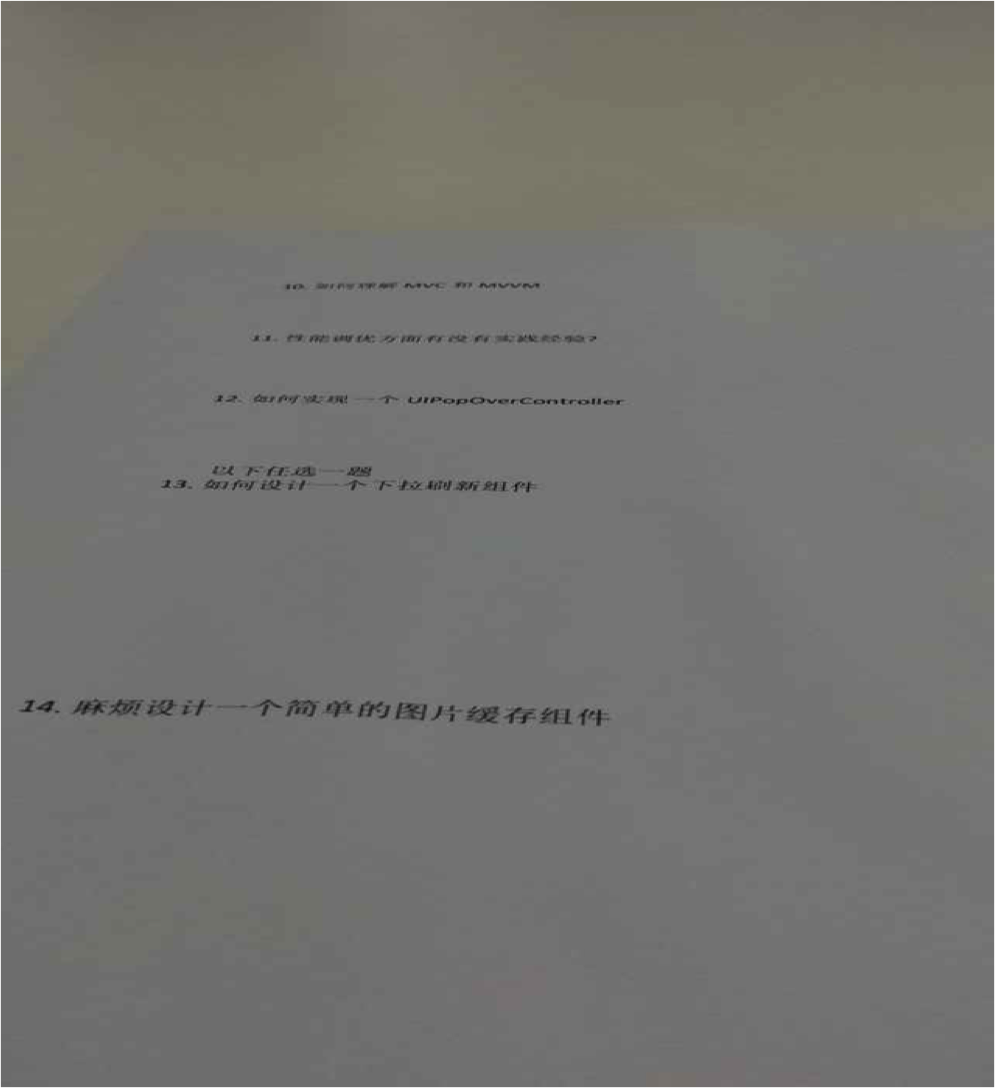 10. 如何理解 MVC 和 MVVM
11. 性能调优方面有没有实践经验?
12. 如何实现一个 UIPopOverController
以下任选一题
13. 如何设计一个下拉刷新组件
14. 麻烦设计一个简单的图片缓存组件